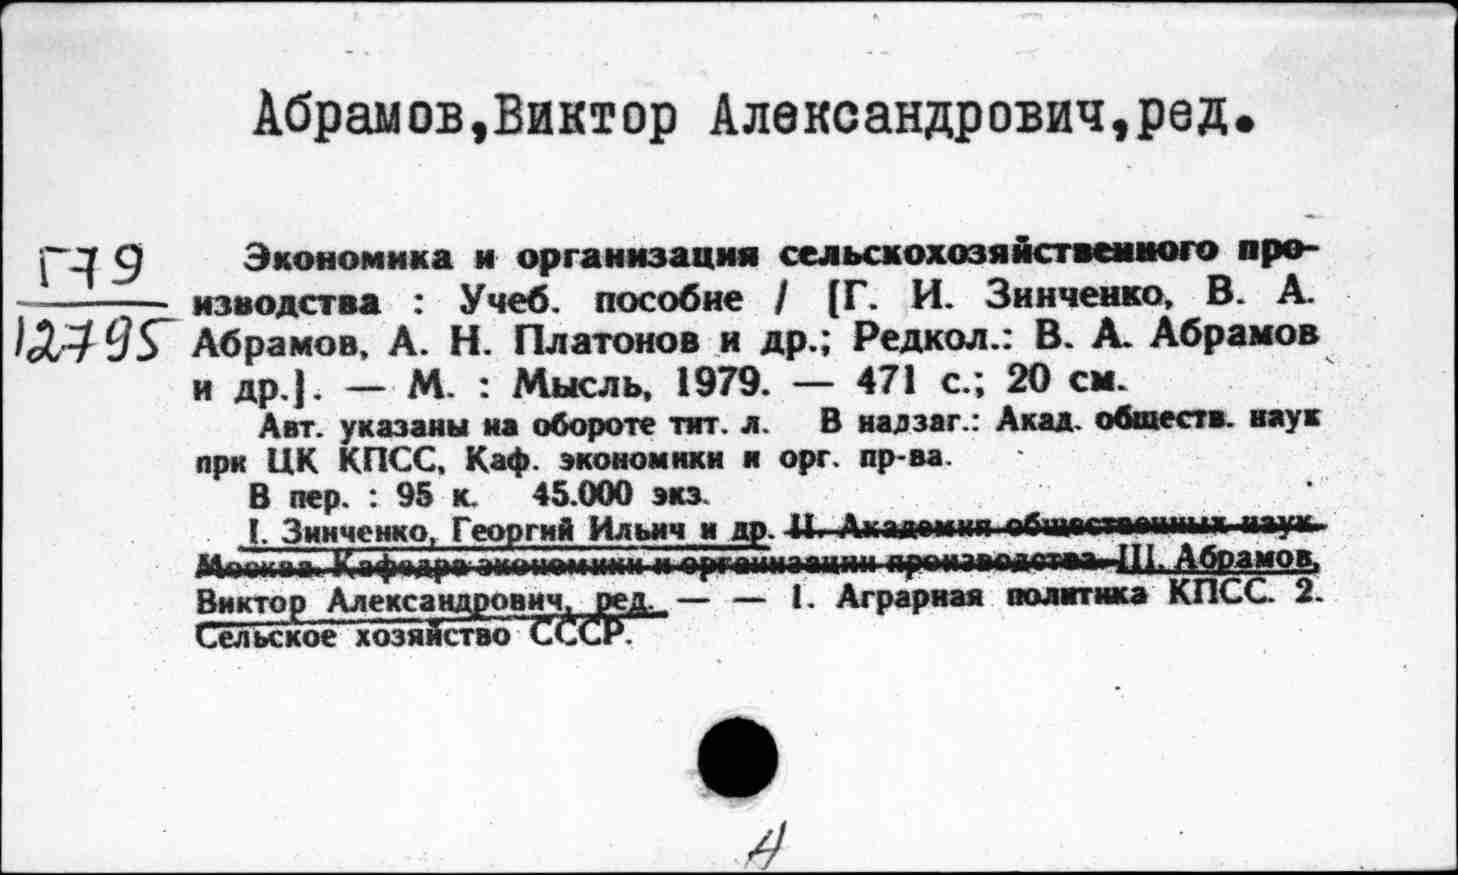 Абрамов,Виктор Александрович,ред.
Г79
12795
Экономика и организация сельскохозяйственного про-
изводства : Учеб. пособие / [Г. И. Зинченко, В. А.
Абрамов, А. Н. Платонов и др.; Редкол.: В. А. Абрамов
и др.]. — М. : Мысль, 1979. — 471 с.; 20 см.
Авт. указаны на обороте тит. л. В надзаг.: Акад. обществ. наук
при ЦК КПСС, Каф. экономики и орг. пр-ва.
В пер. : 95 к. 45.000 экз.
I. Зинченко, Георгий Ильич и др. II. Академия общественных наук.
Москва. Кафедра экономики и организации производства III. Абрамов,
Виктор Александрович, ред. — — 1. Аграрная политика КПСС. 2.
Сельское хозяйство СССР.